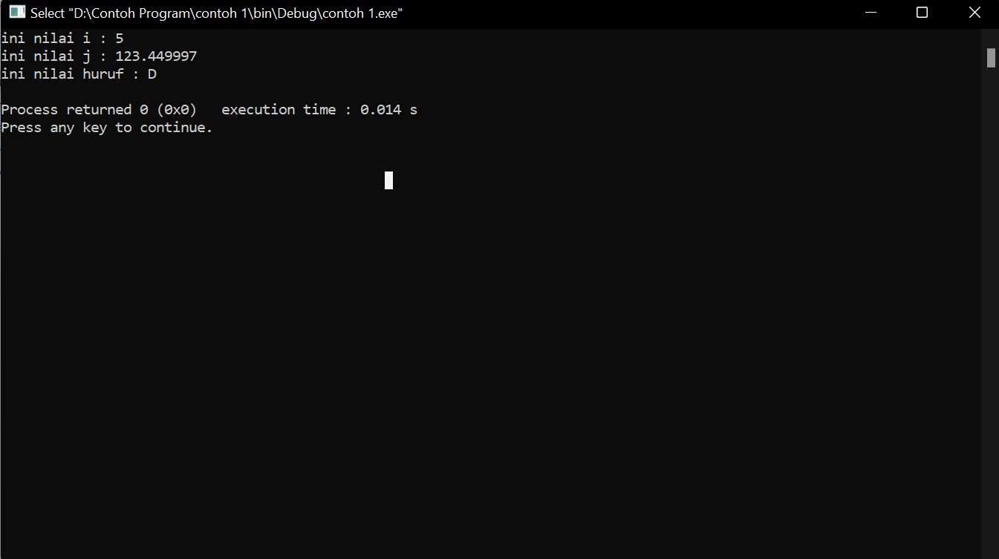 Select "D:\Contoh Program\contoh 1\bin\Debug\contoh 1.exe"
ini nilai i : 5
ini nilai j : 123.449997
ini nilai huruf : D
Process returned 0 (0x0)   execution time : 0.014 s
Press any key to continue.